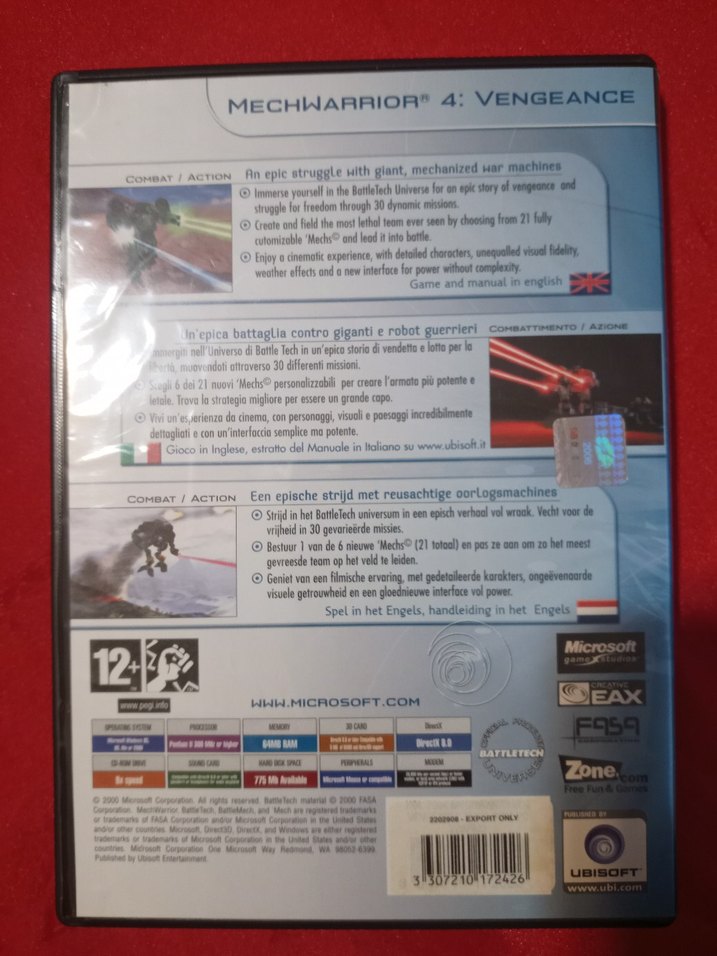 MECHWARRIOR® 4: VENGEANCE
COMBAT / ACTION
An epic struggle with giant, mechanized war machines
Immerse yourself in the BattleTech Universe for an epic story of vengeance and
struggle for freedom through 30 dynamic missions.
Create and field the most lethal team ever seen by choosing from 21 fully
cutomizable 'Mechs© and lead it into battle.
Enjoy a cinematic experience, with detailed characters, unequalled visual fidelity,
weather effects and a new interface for power without complexity.
Game and manual in english
Un'epica battaglia contro giganti e robot guerrieri
COMBATTIMENTO / AZIONE
Immergiti nell'Universo di Battle Tech in un'epica storia di vendetta e lotta per la
libertà, muovendoti attraverso 30 differenti missioni.
Scegli 6 dei 21 nuovi 'Mechs© personalizzabili per creare l'armata più potente e
letale. Trova la strategia migliore per essere un grande capo.
Vivi un'esperienza da cinema, con personaggi, visuali e paesaggi incredibilmente
dettagliati e con un'interfaccia semplice ma potente.
Gioco in Inglese, estratto del Manuale in Italiano su www.ubisoft.it
COMBAT / ACTION
Een epische strijd met reusachtige oorlogsmachines
Strijd in het BattleTech universum in een episch verhaal vol wraak. Vecht voor de
vrijheid in 30 gevarieërde missies.
Bestuur 1 van de 6 nieuwe 'Mechs© (21 totaal) en pas ze aan om zo het meest
gevreesde team op het veld te leiden.
Geniet van een filmische ervaring, met gedetaileerde karakters, ongeëvenaarde
visuele getrouwheid en een gloednieuwe interface vol power.
Spel in het Engels, handleiding in het Engels
12+
www.pegi.info
WWW.MICROSOFT.COM
Microsoft
game studios
CREATIVE
EAX
FASA
Zone.com
Free Fun & Games
OFFICIAL PRODUCT
BATTLETECH
UNIVERSE
OPERATING SYSTEM
PROCESSOR
MEMORY
3D CARD
DirectX
Pentium II 300 MHz or higher
64MB RAM
DirectX 8.0
CD-ROM DRIVE
SOUND CARD
HARD DISK SPACE
PERIPHERALS
MODEM
8x speed
775 Mb Available
Microsoft Mouse or compatible
© 2000 Microsoft Corporation. All rights reserved. BattleTech material © 2000 FASA
Corporation. MechWarrior, BattleTech, BattleMech, and Mech are registered trademarks
or trademarks of FASA Corporation and/or Microsoft Corporation in the United States
and/or other countries. Microsoft, Direct3D, DirectX, and Windows are either registered
trademarks or trademarks of Microsoft Corporation in the United States and/or other
countries. Microsoft Corporation One Microsoft Way Redmond, WA 98052-6399.
Published by Ubisoft Entertainment.
2202908 - EXPORT ONLY
3 307210 172426
PUBLISHED BY
UBISOFT
www.ubi.com